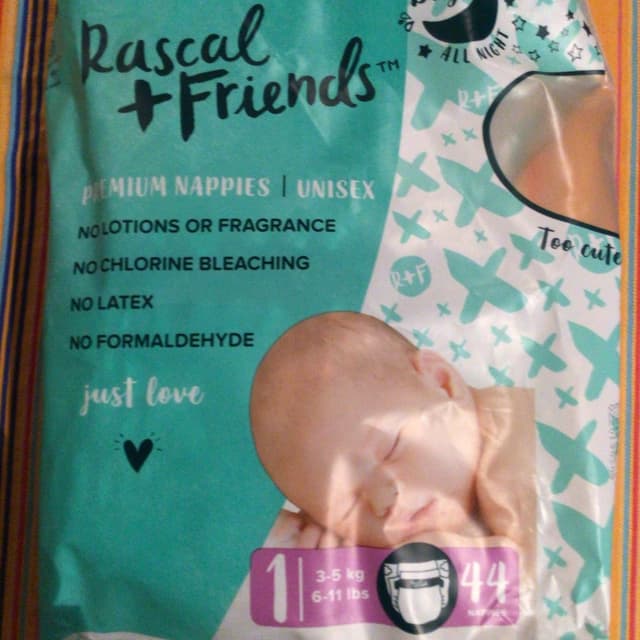 Rascal
+Friends™
ALL NIGHT
R+F
PREMIUM NAPPIES | UNISEX
NO LOTIONS OR FRAGRANCE
NO CHLORINE BLEACHING
NO LATEX
NO FORMALDEHYDE
just love
Too cute
R+F
1
3-5 kg
6-11 lbs
44
NAPPIES